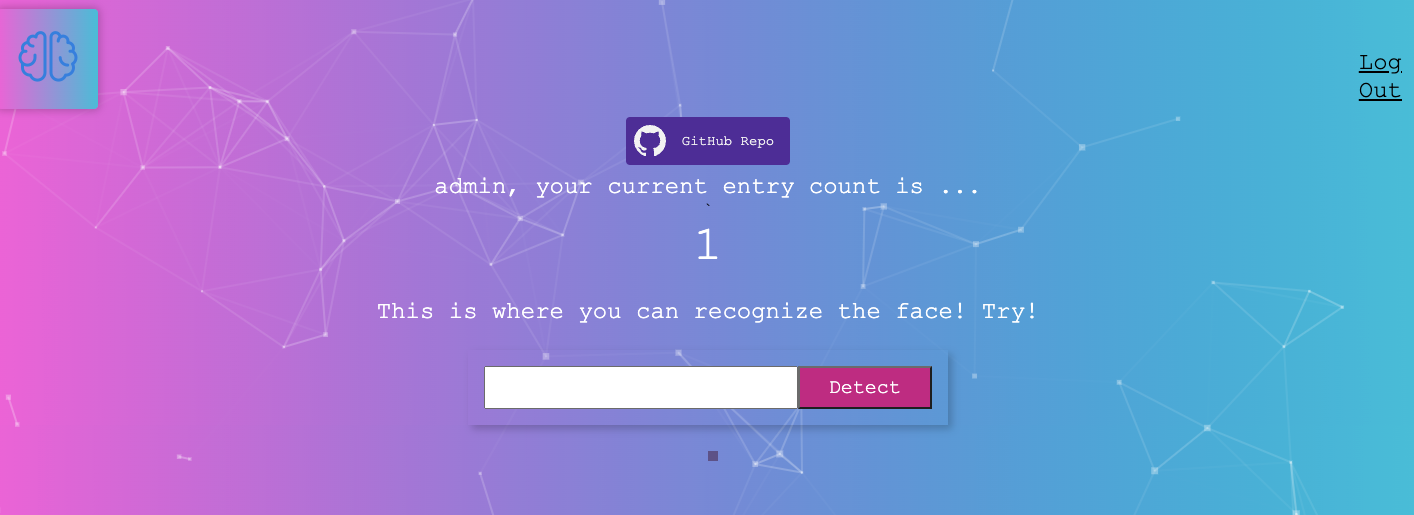 Log
Out
GitHub Repo
admin, your current entry count is ...
`
1
This is where you can recognize the face! Try!
Detect